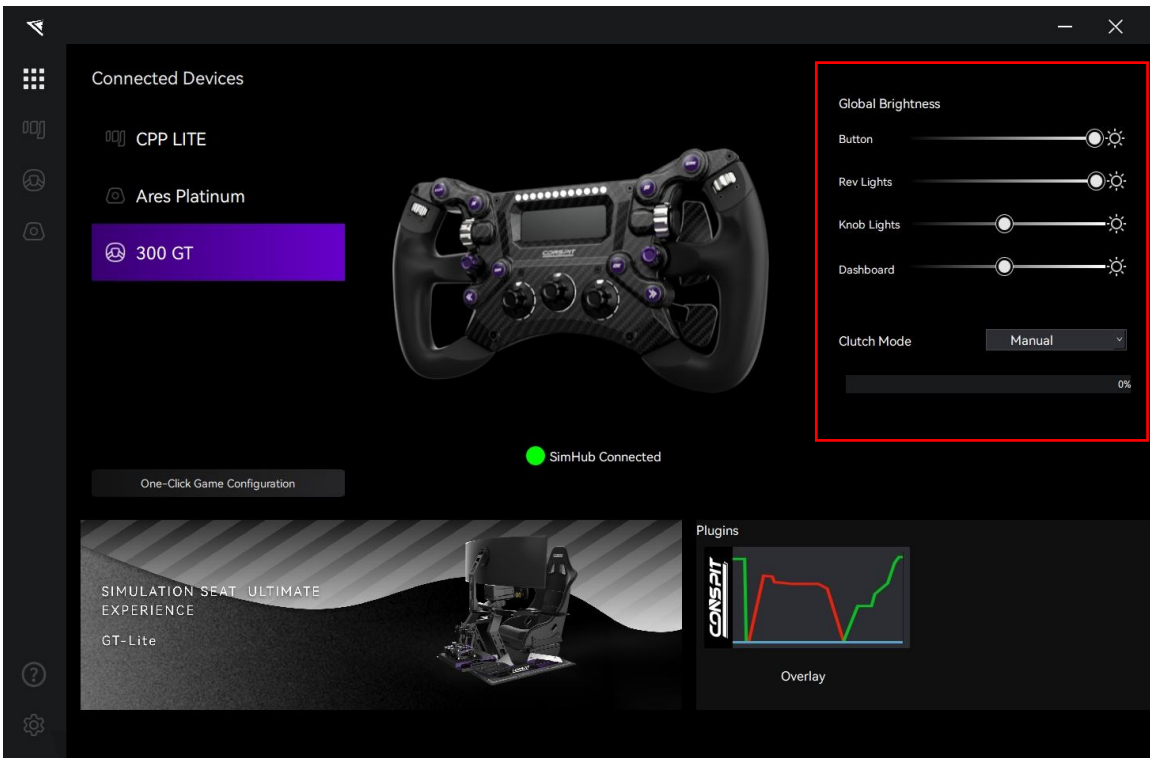 Connected Devices
CPP LITE
Ares Platinum
300 GT
CONSPIT
Global Brightness
Button
Rev Lights
Knob Lights
Dashboard
Clutch Mode
Manual
0%
SimHub Connected
One-Click Game Configuration
SIMULATION SEAT ULTIMATE
EXPERIENCE
GT-Lite
Plugins
CONSPIT
Overlay